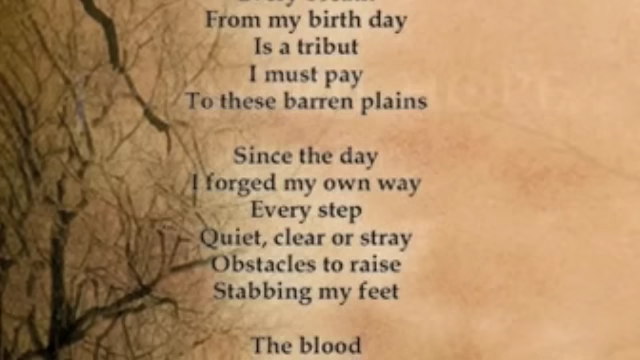 From my birth day
Is a tribut
I must pay
To these barren plains
Since the day
I forged my own way
Every step
Quiet, clear or stray
Obstacles to raise
Stabbing my feet
The blood